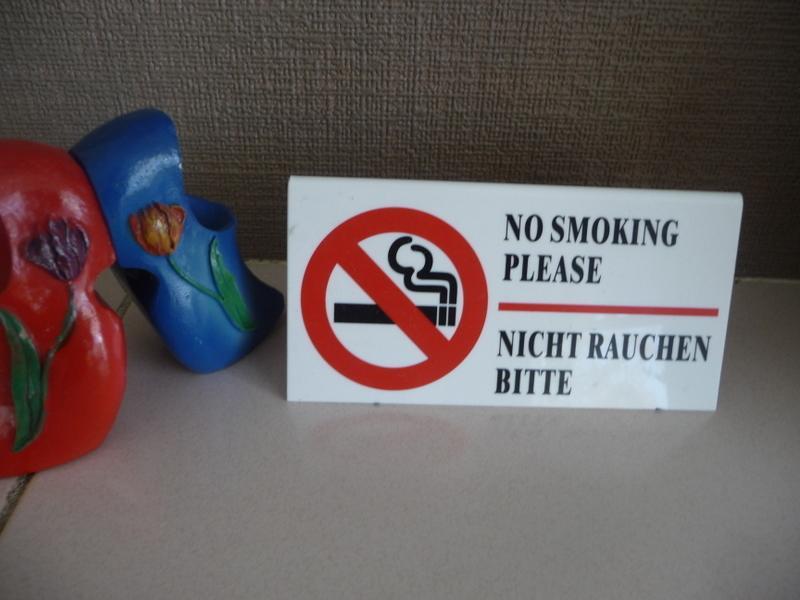 NO SMOKING
PLEASE
NICHT RAUCHEN
BITTE